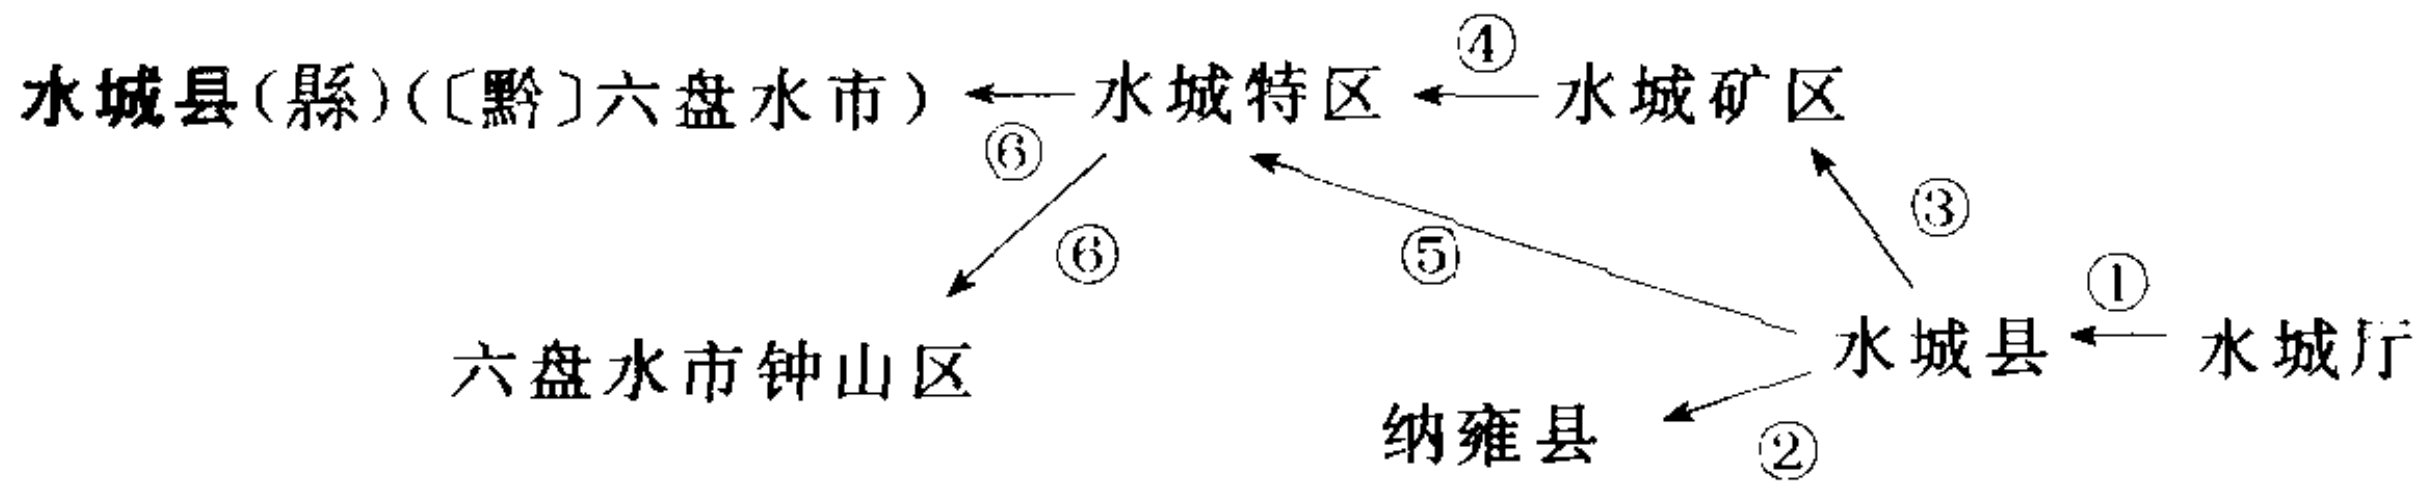 水城县(縣)(〔黔〕六盘水市) ⑥ 水城特区 ④ 水城矿区
⑥ ⑤ ③ ①
六盘水市钟山区 水城县 水城厅
纳雍县 ②